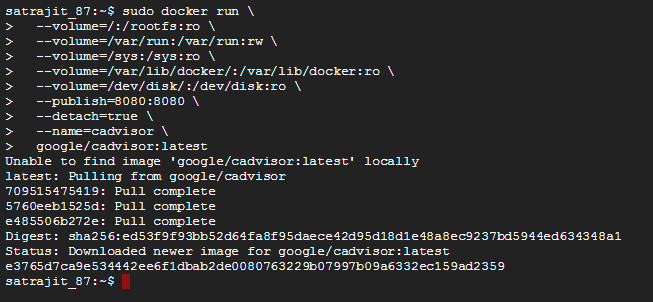 satrajit_87:~$ sudo docker run \
>   --volume=/:/rootfs:ro \
>   --volume=/var/run:/var/run:rw \
>   --volume=/sys:/sys:ro \
>   --volume=/var/lib/docker/:/var/lib/docker:ro \
>   --volume=/dev/disk/:/dev/disk:ro \
>   --publish=8080:8080 \
>   --detach=true \
>   --name=cadvisor \
>   google/cadvisor:latest
Unable to find image 'google/cadvisor:latest' locally
latest: Pulling from google/cadvisor
709515475419: Pull complete
5760eeb1525d: Pull complete
e485506b272e: Pull complete
Digest: sha256:ed53f9f93bb52d64fa8f95daece42d95d18d1e48a8ec9237bd5944ed634348a1
Status: Downloaded newer image for google/cadvisor:latest
e3765d7ca9e534442ee6f1dbab2de0080763229b07997b09a6332ec159ad2359
satrajit_87:~$